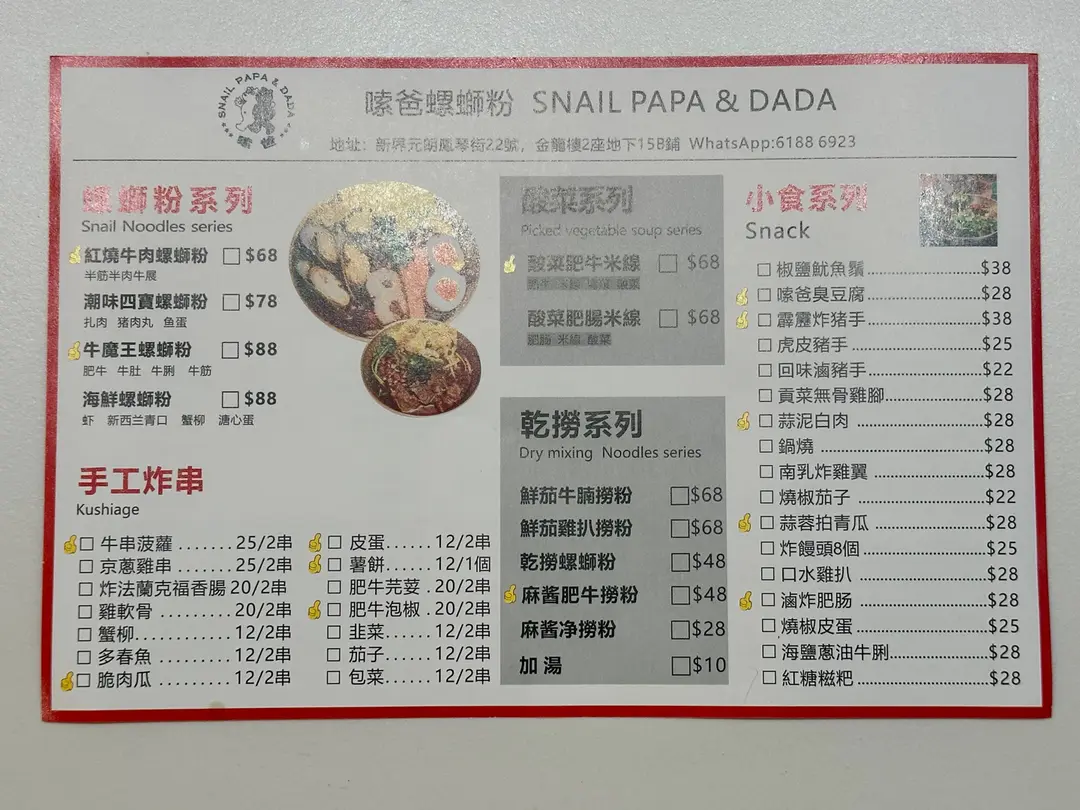 SNAIL PAPA & DADA
嗦爸
嗦爸螺螄粉 SNAIL PAPA & DADA
地址：新界元朗鳳琴街22號，金龍樓2座地下15B鋪 WhatsApp:6188 6923
螺螄粉系列
Snail Noodles series
紅燒牛肉螺螄粉 $68
半筋半肉牛展
潮味四寶螺螄粉 $78
扎肉 猪肉丸 鱼蛋
牛魔王螺螄粉 $88
肥牛 牛肚 牛脷 牛筋
海鮮螺螄粉 $88
虾 新西兰青口 蟹柳 溏心蛋
手工炸串
Kushiage
牛串菠蘿.......25/2串
京蔥雞串.......25/2串
炸法蘭克福香腸 20/2串
雞軟骨.........20/2串
蟹柳............12/2串
多春魚.........12/2串
脆肉瓜.........12/2串
皮蛋......12/2串
薯餅......12/1個
肥牛芫荽.20/2串
肥牛泡椒.20/2串
韭菜......12/2串
茄子......12/2串
包菜......12/2串
酸菜系列
Picked vegetable soup series
酸菜肥牛米線 $68
酸菜肥腸米線 $68
肥腸 米線 酸菜
乾撈系列
Dry mixing Noodles series
鮮茄牛腩撈粉 $68
鮮茄雞扒撈粉 $68
乾撈螺螄粉 $48
麻酱肥牛撈粉 $48
麻酱净撈粉 $28
加湯 $10
小食系列
Snack
椒鹽魷魚鬚........................$38
嗦爸臭豆腐........................$28
霹靂炸猪手........................$38
虎皮豬手...........................$25
回味滷豬手........................$22
貢菜無骨雞腳.....................$28
蒜泥白肉...........................$28
鍋燒.................................$28
南乳炸雞翼........................$28
燒椒茄子...........................$22
蒜蓉拍青瓜........................$28
炸饅頭8個.........................$25
口水雞扒...........................$28
滷炸肥肠...........................$28
燒椒皮蛋...........................$25
海鹽蔥油牛脷.....................$28
紅糖糍粑...........................$28